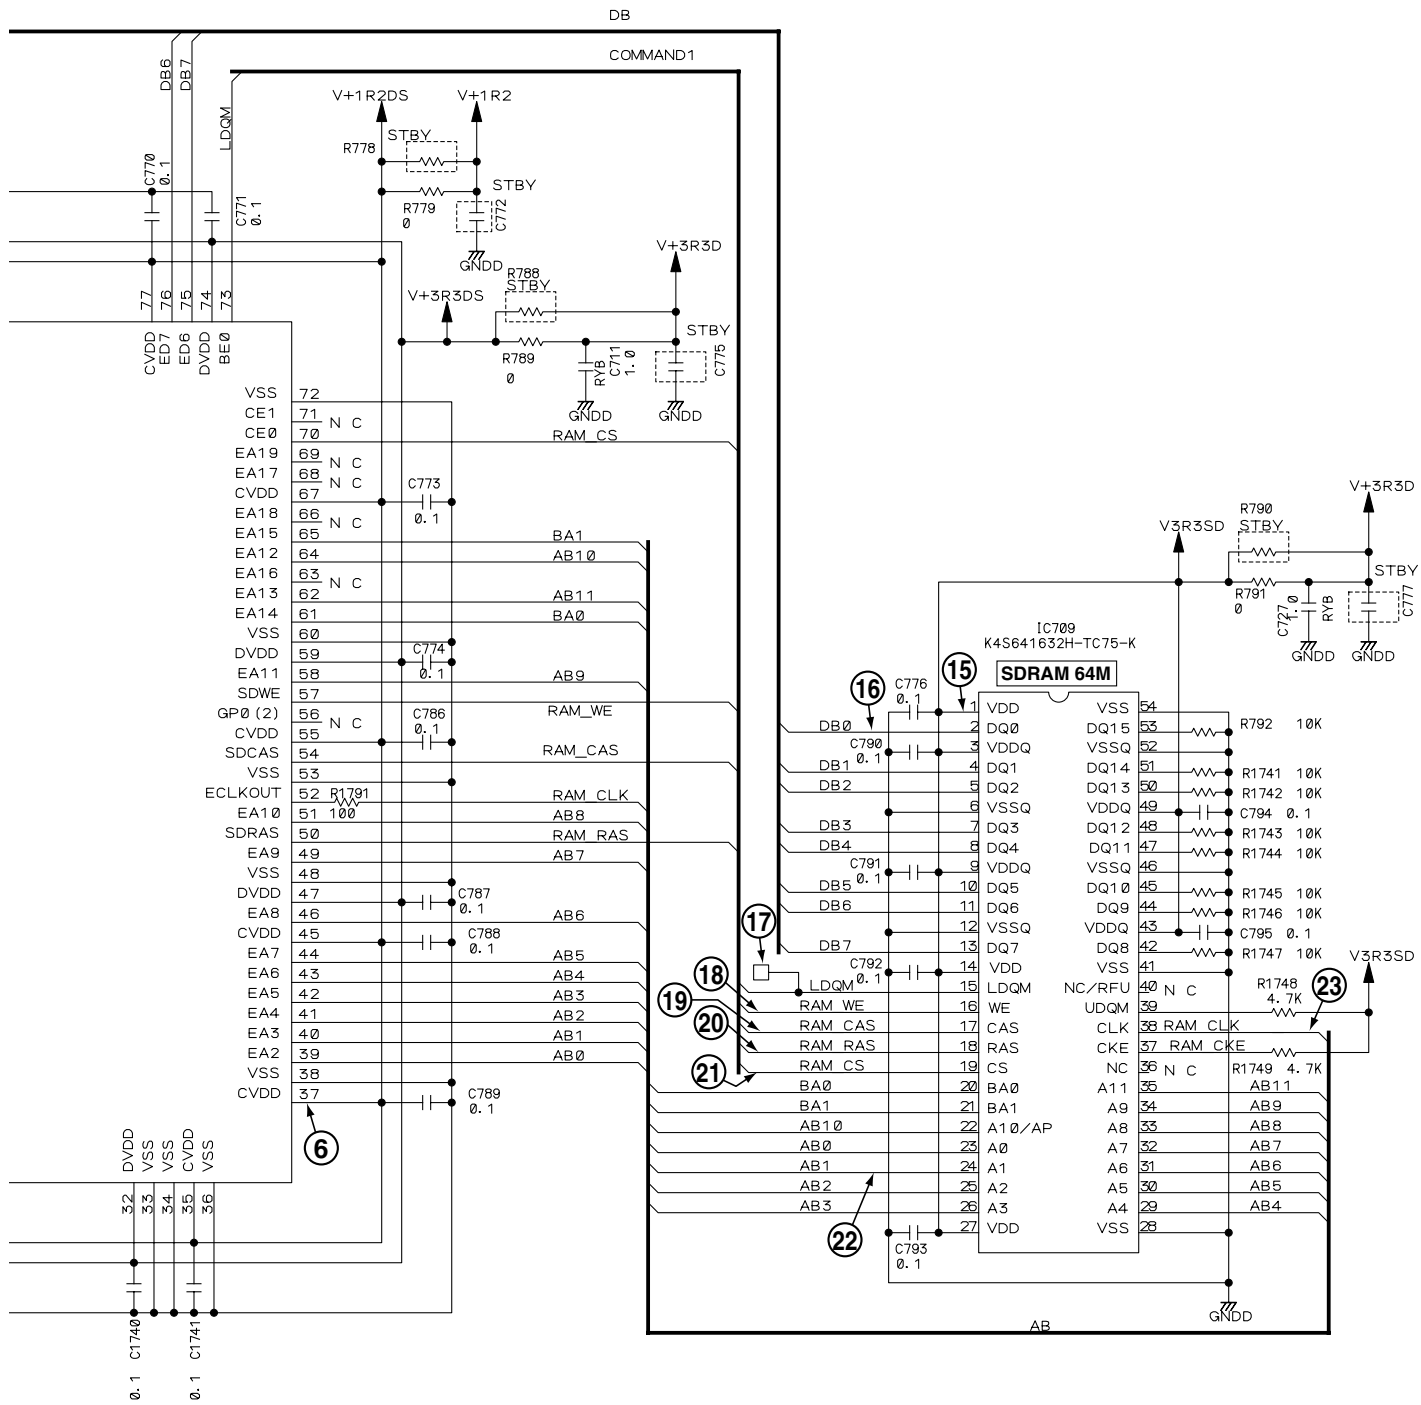 DB
COMMAND1
DB6
DB7
LDQM
V+1R2DS
V+1R2
R778
STBY
R779
0
STBY
C772
GNDD
C770
0.1
C771
0.1
V+3R3D
R788
STBY
V+3R3DS
STBY
R789
0
RYB
C711
1.0
C775
GNDD
GNDD
77
76
75
74
73
CVDD
ED7
ED6
DVDD
BE0
VSS 72
CE1 71 N C
CE0 70 RAM_CS
EA19 69 N C
EA17 68 N C
CVDD 67
C773
0.1
EA18 66 N C
EA15 65 BA1
EA12 64 AB10
EA16 63 N C
EA13 62 AB11
EA14 61 BA0
VSS 60
DVDD 59
C774
0.1
EA11 58 AB9
SDWE 57 RAM_WE
GP0(2) 56 N C
CVDD 55
C786
0.1
SDCAS 54 RAM_CAS
VSS 53
ECLKOUT 52 R1791 RAM_CLK
100
EA10 51 AB8
SDRAS 50 RAM_RAS
EA9 49 AB7
VSS 48
DVDD 47
C787
0.1
EA8 46 AB6
CVDD 45
C788
0.1
EA7 44 AB5
EA6 43 AB4
EA5 42 AB3
EA4 41 AB2
EA3 40 AB1
EA2 39 AB0
VSS 38
CVDD 37
C789
0.1
6
DVDD
VSS
VSS
CVDD
VSS
32
33
34
35
36
C1740
0.1
C1741
0.1
V+3R3D
R790
STBY
V3R3SD
STBY
R791
0
C727
1.0
RYB
C777
GNDD
GNDD
IC709
K4S641632H-TC75-K
SDRAM 64M
15
16
C776
0.1
1 VDD VSS 54
DB0 2 DQ0 DQ15 53 R792 10K
C790
0.1
3 VDDQ VSSQ 52
DB1 4 DQ1 DQ14 51 R1741 10K
DB2 5 DQ2 DQ13 50 R1742 10K
6 VSSQ VDDQ 49 C794 0.1
DB3 7 DQ3 DQ12 48 R1743 10K
DB4 8 DQ4 DQ11 47 R1744 10K
C791
0.1
9 VDDQ VSSQ 46
DB5 10 DQ5 DQ10 45 R1745 10K
DB6 11 DQ6 DQ9 44 R1746 10K
12 VSSQ VDDQ 43 C795 0.1
DB7 13 DQ7 DQ8 42 R1747 10K
17
C792
0.1
14 VDD VSS 41
V3R3SD
LDQM 15 LDQM NC/RFU 40 N C
R1748
4.7K
18
RAM WE 16 WE UDQM 39
23
19
RAM CAS 17 CAS CLK 38 RAM CLK
20
RAM RAS 18 RAS CKE 37 RAM CKE
R1749 4.7K
21
RAM CS 19 CS NC 36 N C
BA0 20 BA0 A11 35 AB11
BA1 21 BA1 A9 34 AB9
AB10 22 A10/AP A8 33 AB8
AB0 23 A0 A7 32 AB7
AB1 24 A1 A6 31 AB6
AB2 25 A2 A5 30 AB5
AB3 26 A3 A4 29 AB4
22
27 VDD VSS 28
C793
0.1
GNDD
AB